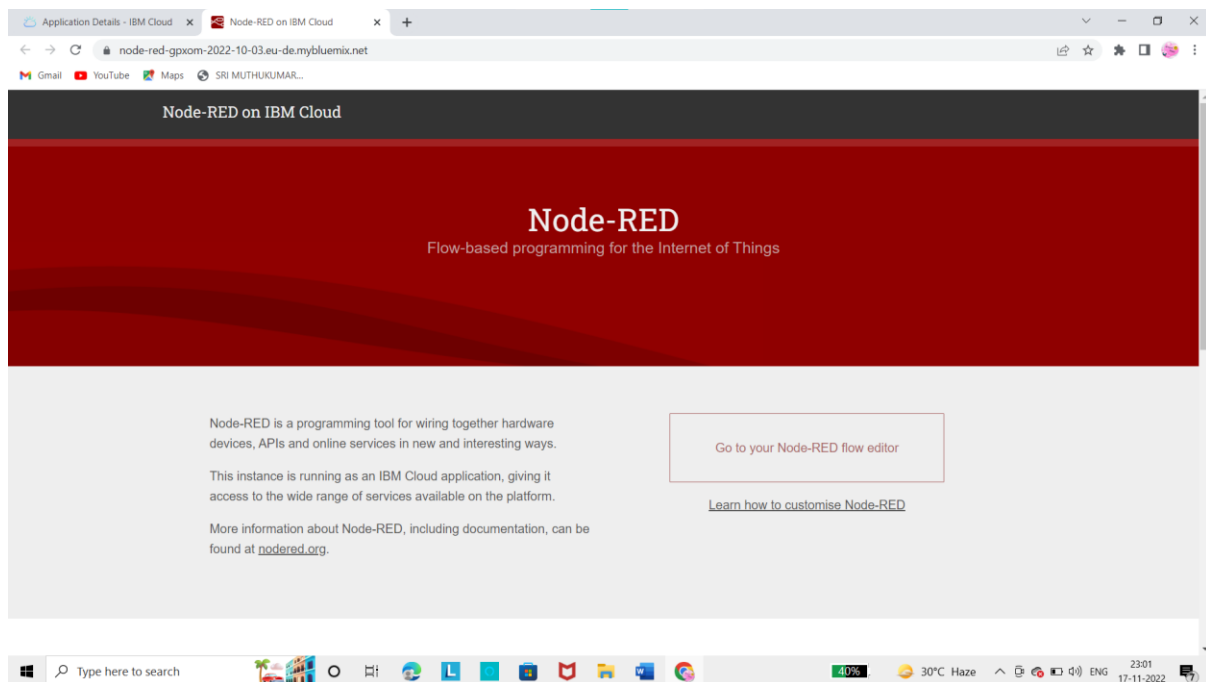 Application Details - IBM Cloud
Node-RED on IBM Cloud
node-red-gpxom-2022-10-03.eu-de.mybluemix.net
Gmail YouTube Maps SRI MUTHUKUMAR...
Node-RED on IBM Cloud
Node-RED
Flow-based programming for the Internet of Things
Node-RED is a programming tool for wiring together hardware
devices, APIs and online services in new and interesting ways.
This instance is running as an IBM Cloud application, giving it
access to the wide range of services available on the platform.
More information about Node-RED, including documentation, can be
found at nodered.org.
Go to your Node-RED flow editor
Learn how to customise Node-RED
Type here to search
L
W
40%
30°C Haze
ENG
23:01
17-11-2022
7